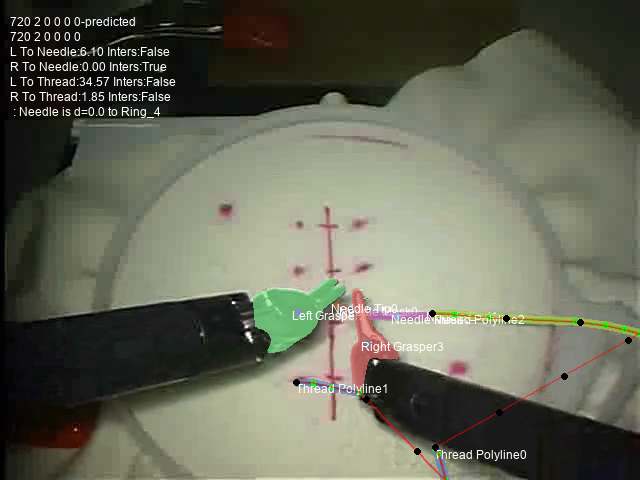 720 2 0 0 0 0-predicted
720 2 0 0 0 0
L To Needle:6.10 Inters:False
R To Needle:0.00 Inters:True
L To Thread:34.57 Inters:False
R To Thread:1.85 Inters:False
: Needle is d=0.0 to Ring_4
Needle Tip0
Left Graspe
Needle
Polyline2
Right Grasper3
Thread Polyline1
Thread Polyline0